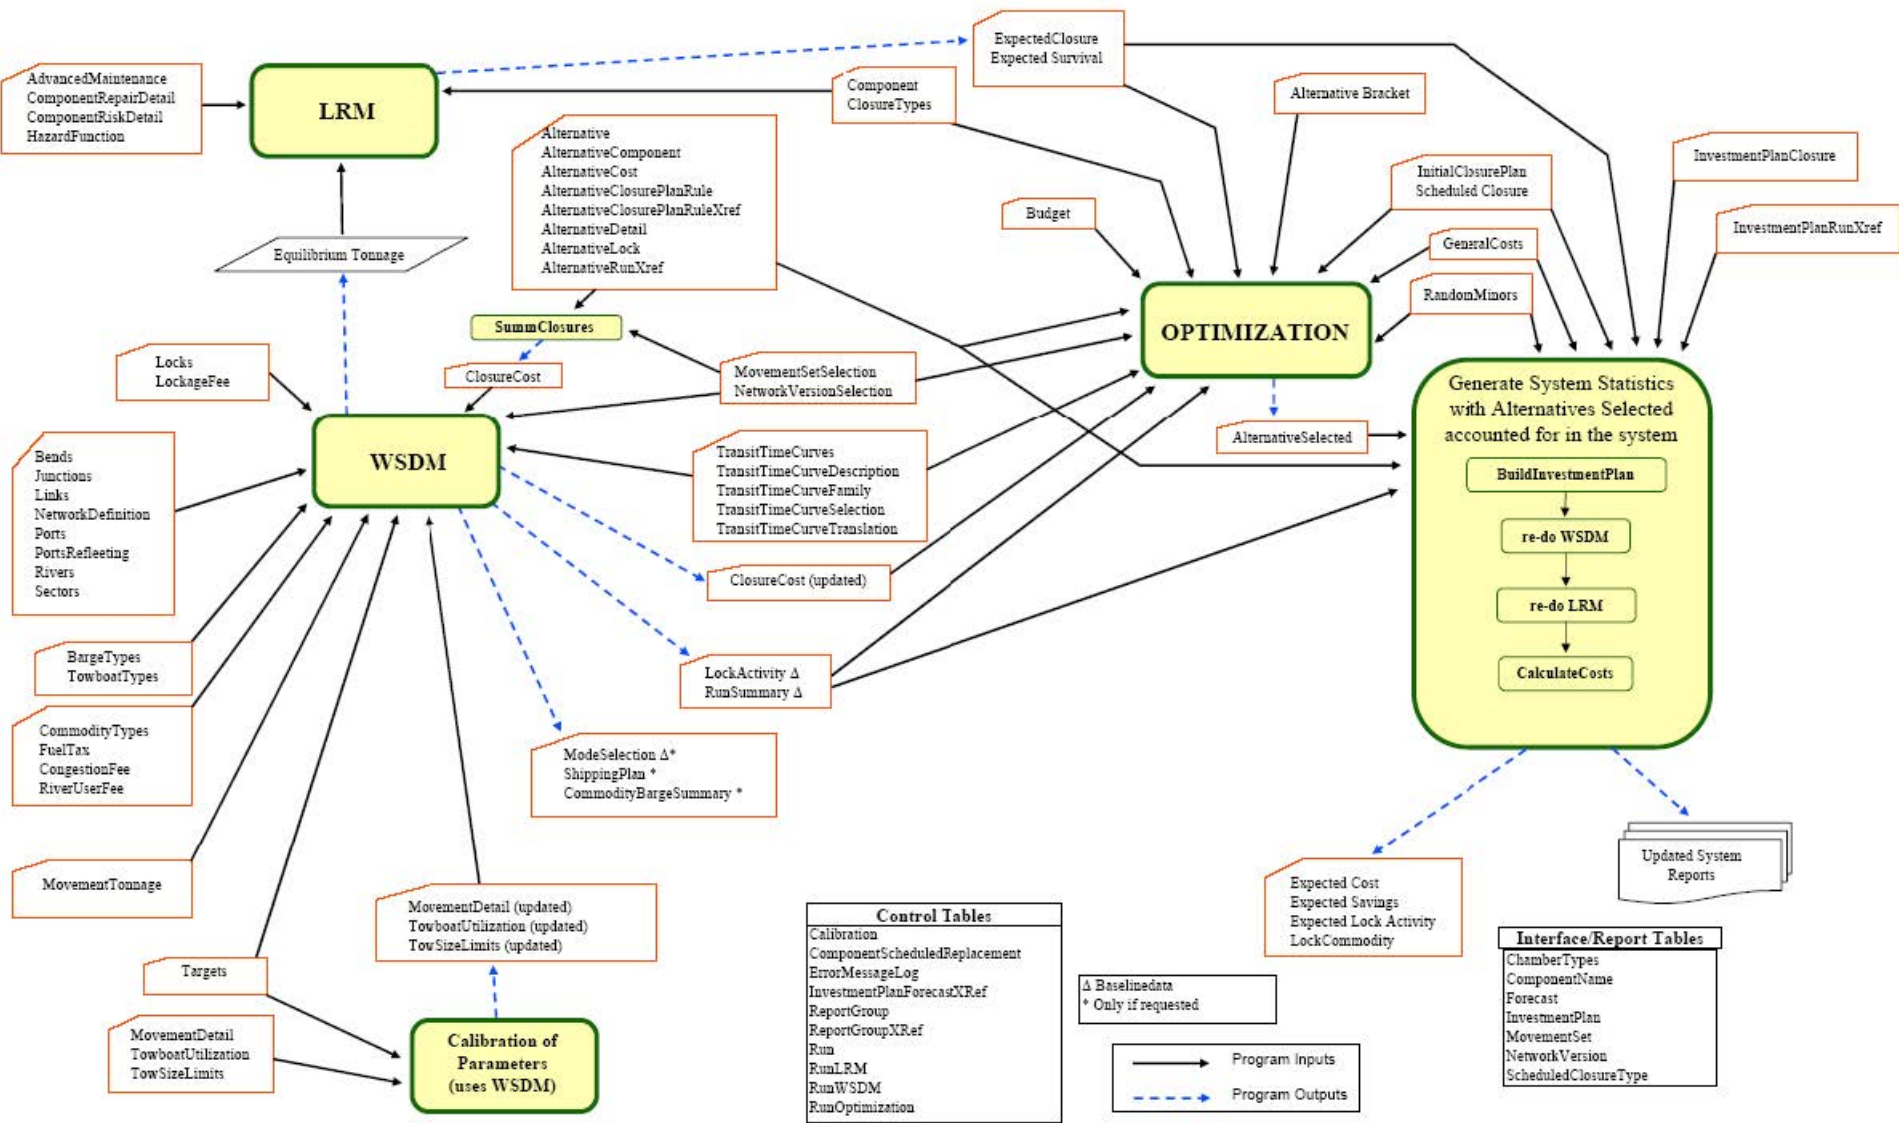 ExpectedClosure
Expected Survival
AdvancedMaintenance
ComponentRepairDetail
ComponentRiskDetail
HazardFunction
LRM
Component
ClosureTypes
Alternative Bracket
Alternative
AlternativeComponent
AlternativeCost
AlternativeClosurePlanRule
AlternativeClosurePlanRuleXref
AlternativeDetail
AlternativeLock
AlternativeRunXref
InvestmentPlanClosure
InitialClosurePlan
Scheduled Closure
Budget
InvestmentPlanRunXref
GeneralCosts
Equilibrium Tonnage
RandomMinors
SummClosures
OPTIMIZATION
Locks
LockageFee
ClosureCost
MovementSetSelection
NetworkVersionSelection
Generate System Statistics
with Alternatives Selected
accounted for in the system
AlternativeSelected
WSDM
Bends
Junctions
Links
NetworkDefinition
Ports
PortsRefleeting
Rivers
Sectors
TransitTimeCurves
TransitTimeCurveDescription
TransitTimeCurveFamily
TransitTimeCurveSelection
TransitTimeCurveTranslation
BuildInvestmentPlan
re-do WSDM
re-do LRM
CalculateCosts
ClosureCost (updated)
BargeTypes
TowboatTypes
LockActivity Δ
RunSummary Δ
CommodityTypes
FuelTax
CongestionFee
RiverUserFee
ModeSelection Δ*
ShippingPlan *
CommodityBargeSummary *
MovementTonnage
Updated System
Reports
Expected Cost
Expected Savings
Expected Lock Activity
LockCommodity
MovementDetail (updated)
TowboatUtilization (updated)
TowSizeLimits (updated)
Targets
MovementDetail
TowboatUtilization
TowSizeLimits
Calibration of
Parameters
(uses WSDM)
Control Tables
Calibration
ComponentScheduledReplacement
ErrorMessageLog
InvestmentPlanForecastXRef
ReportGroup
ReportGroupXRef
Run
RunLRM
RunWSDM
RunOptimization
Δ Baselinedata
* Only if requested
Program Inputs
Program Outputs
Interface/Report Tables
ChamberTypes
ComponentName
Forecast
InvestmentPlan
MovementSet
NetworkVersion
ScheduledClosureType